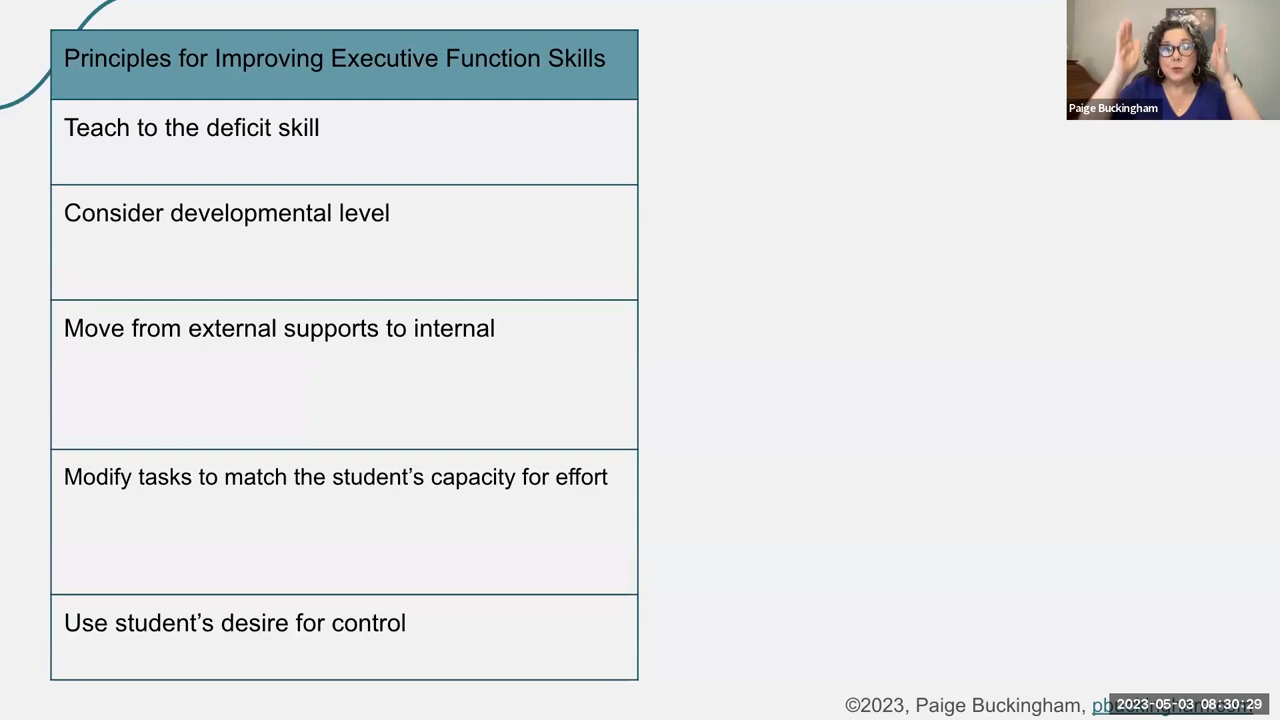 Principles for Improving Executive Function Skills
Teach to the deficit skill
Consider developmental level
Move from external supports to internal
Modify tasks to match the student’s capacity for effort
Use student’s desire for control
Paige Buckingham
©2023, Paige Buckingham,
2023-05-03 08:30:29